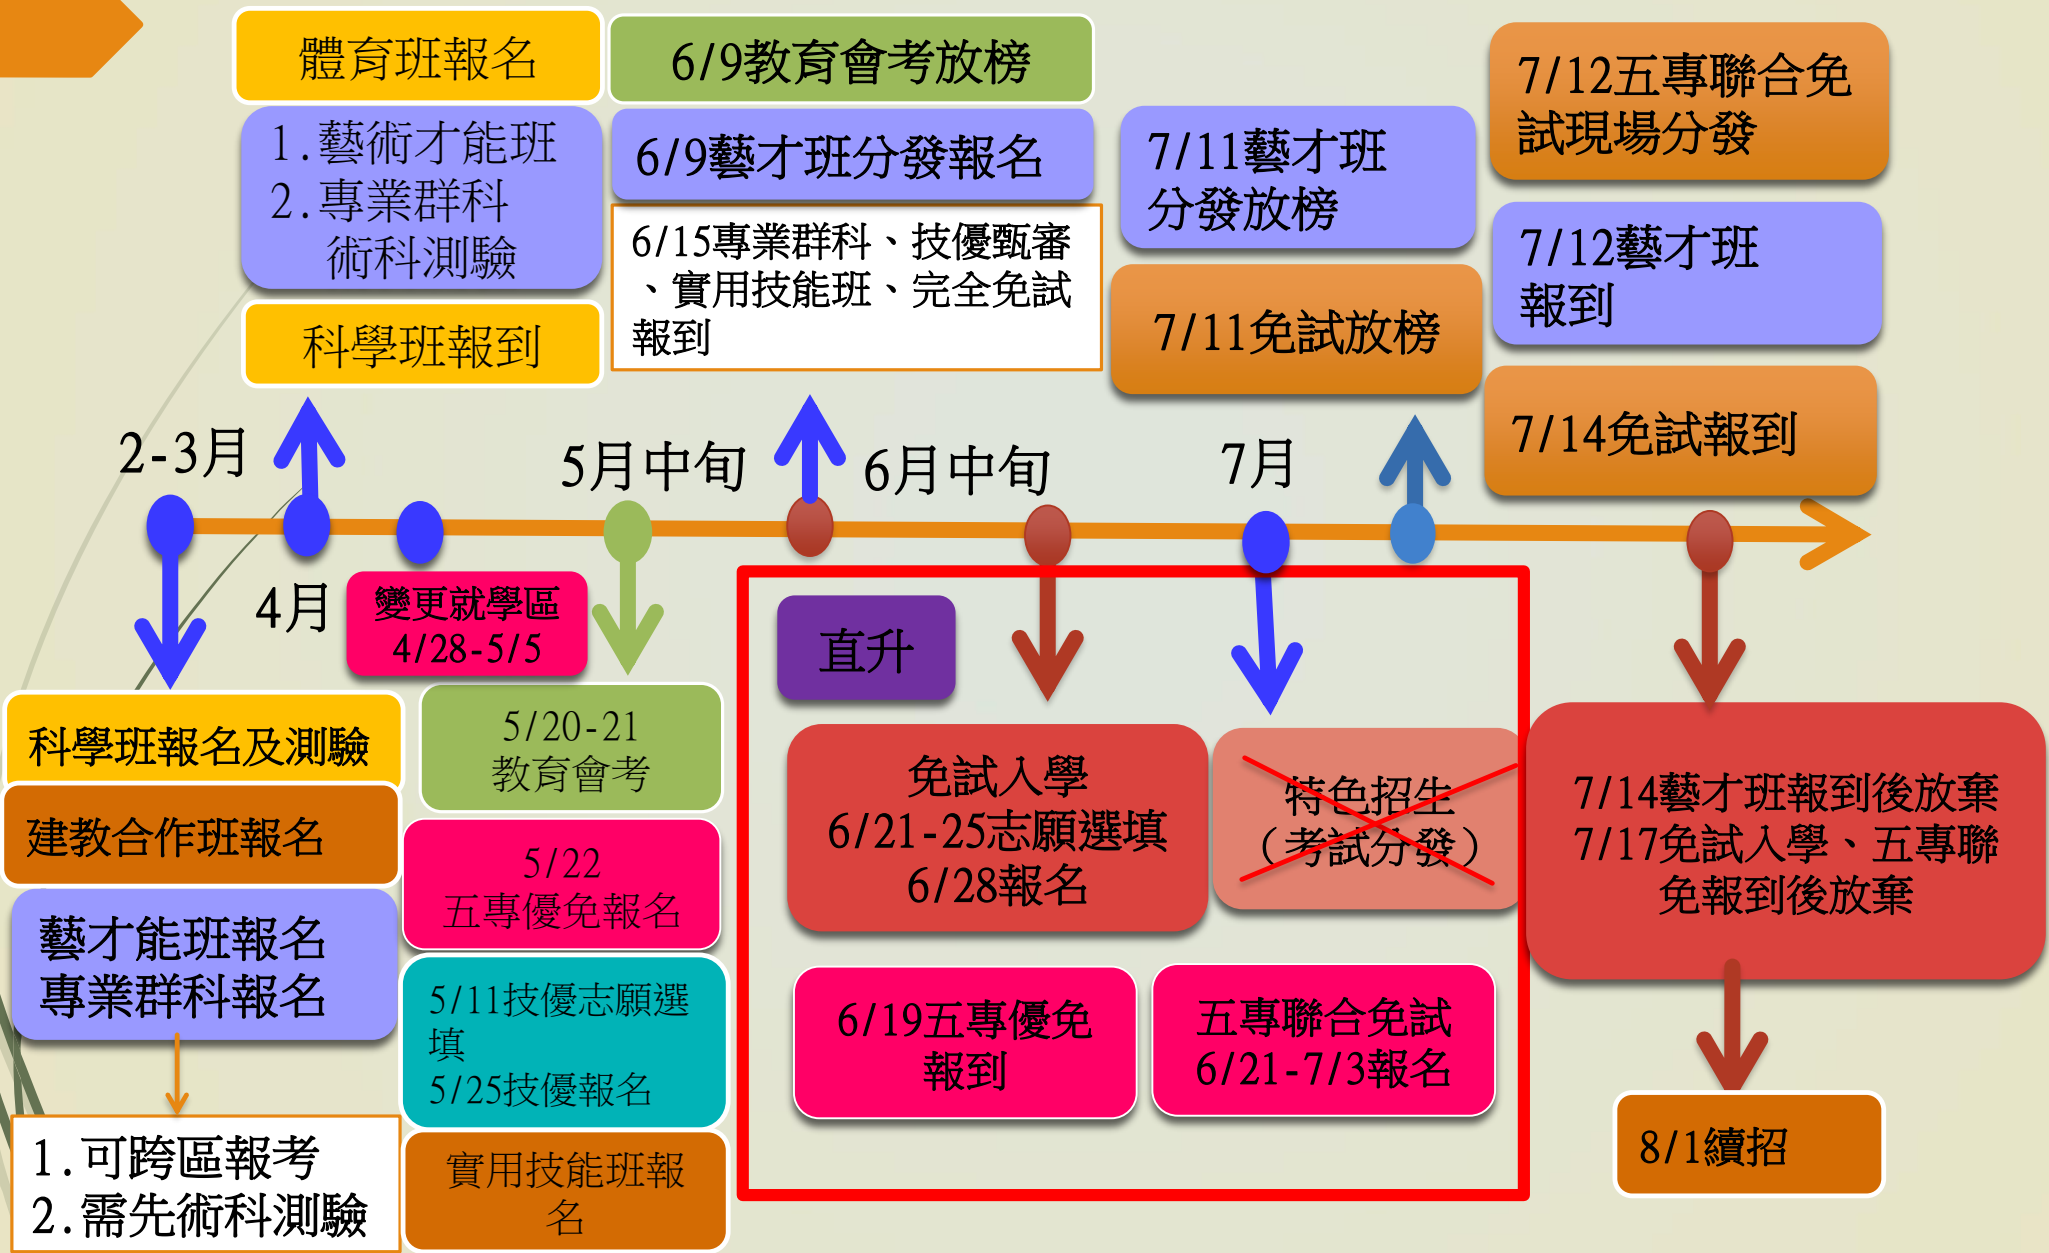 體育班報名
1.藝術才能班
2.專業群科
術科測驗
科學班報到
6/9教育會考放榜
6/9藝才班分發報名
6/15專業群科、技優甄審
、實用技能班、完全免試
報到
7/11藝才班
分發放榜
7/11免試放榜
7/12五專聯合免
試現場分發
7/12藝才班
報到
7/14免試報到
2-3月
4月
5月中旬
6月中旬
7月
變更就學區
4/28-5/5
科學班報名及測驗
建教合作班報名
藝才能班報名
專業群科報名
1.可跨區報考
2.需先術科測驗
5/20-21
教育會考
5/22
五專優免報名
5/11技優志願選
填
5/25技優報名
實用技能班報
名
直升
免試入學
6/21-25志願選填
6/28報名
特色招生
（考試分發）
6/19五專優免
報到
五專聯合免試
6/21-7/3報名
7/14藝才班報到後放棄
7/17免試入學、五專聯
免報到後放棄
8/1續招